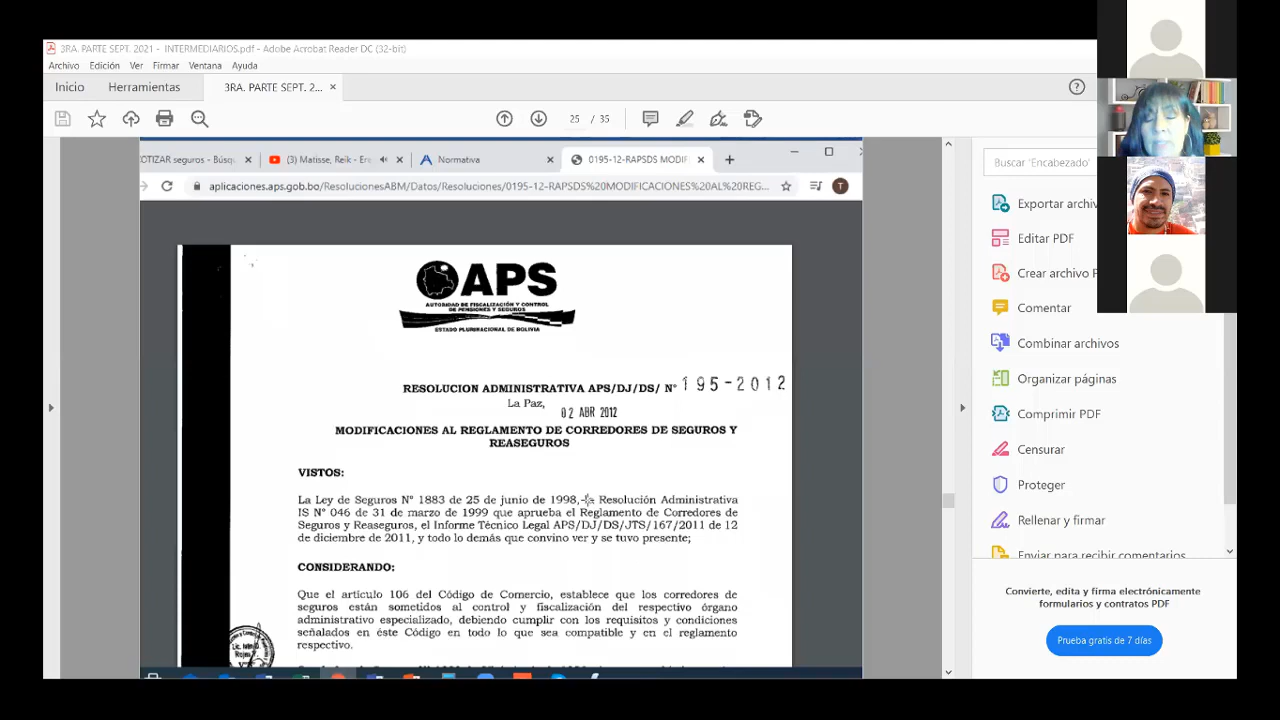 3RA. PARTE SEPT. 2021 - INTERMEDIARIOS.pdf - Adobe Acrobat Reader DC (32-bit)
Archivo Edición Ver Firmar Ventana Ayuda
Inicio Herramientas 3RA. PARTE SEPT. 2... ×
25 / 35
COTIZAR seguros - Búsq × (3) Matisse, Reik - Ere × Normativa × 0195-12-RAPSDS MODIF × +
aplicaciones.aps.gob.bo/ResolucionesABM/Datos/Resoluciones/0195-12-RAPSDS%20MODIFICACIONES%20AL%20REG... T
APS
AUTORIDAD DE FISCALIZACIÓN Y CONTROL
DE PENSIONES Y SEGUROS
ESTADO PLURINACIONAL DE BOLIVIA
RESOLUCION ADMINISTRATIVA APS/DJ/DS/ N° 195-2012
La Paz,
02 ABR 2012
MODIFICACIONES AL REGLAMENTO DE CORREDORES DE SEGUROS Y
REASEGUROS
VISTOS:
La Ley de Seguros N° 1883 de 25 de junio de 1998, la Resolución Administrativa
IS N° 046 de 31 de marzo de 1999 que aprueba el Reglamento de Corredores de
Seguros y Reaseguros, el Informe Técnico Legal APS/DJ/DS/JTS/167/2011 de 12
de diciembre de 2011, y todo lo demás que convino ver y se tuvo presente;
CONSIDERANDO:
Que el artículo 106 del Código de Comercio, establece que los corredores de
seguros están sometidos al control y fiscalización del respectivo órgano
administrativo especializado, debiendo cumplir con los requisitos y condiciones
señalados en éste Código en todo lo que sea compatible y en el reglamento
respectivo.
Buscar 'Encabezado'
Exportar archiv
Editar PDF
Crear archivo P
Comentar
Combinar archivos
Organizar páginas
Comprimir PDF
Censurar
Proteger
Rellenar y firmar
Enviar para recibir comentarios
Convierte, edita y firma electrónicamente
formularios y contratos PDF
Prueba gratis de 7 días